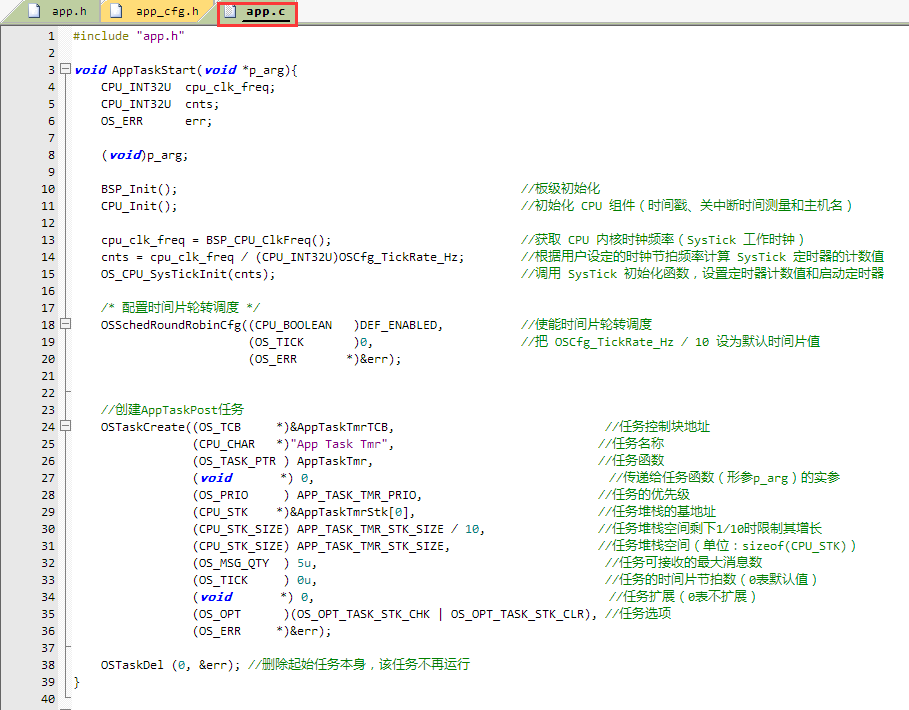 app.h app_cfg.h app.c
1 #include "app.h"
2
3 void AppTaskStart(void *p_arg){
4 CPU_INT32U cpu_clk_freq;
5 CPU_INT32U cnts;
6 OS_ERR err;
7
8 (void)p_arg;
9
10 BSP_Init(); //板级初始化
11 CPU_Init(); //初始化 CPU 组件（时间戳、关中断时间测量和主机名）
12
13 cpu_clk_freq = BSP_CPU_ClkFreq(); //获取 CPU 内核时钟频率（SysTick 工作时钟）
14 cnts = cpu_clk_freq / (CPU_INT32U)OSCfg_TickRate_Hz; //根据用户设定的时钟节拍频率计算 SysTick 定时器的计数值
15 OS_CPU_SysTickInit(cnts); //调用 SysTick 初始化函数，设置定时器计数值和启动定时器
16
17 /* 配置时间片轮转调度 */
18 OSSchedRoundRobinCfg((CPU_BOOLEAN )DEF_ENABLED, //使能时间片轮转调度
19 (OS_TICK )0, //把 OSCfg_TickRate_Hz / 10 设为默认时间片值
20 (OS_ERR *)&err);
21
22
23 //创建AppTaskPost任务
24 OSTaskCreate((OS_TCB *)&AppTaskTmrTCB, //任务控制块地址
25 (CPU_CHAR *)"App Task Tmr", //任务名称
26 (OS_TASK_PTR ) AppTaskTmr, //任务函数
27 (void *) 0, //传递给任务函数（形参p_arg）的实参
28 (OS_PRIO ) APP_TASK_TMR_PRIO, //任务的优先级
29 (CPU_STK *)&AppTaskTmrStk[0], //任务堆栈的基地址
30 (CPU_STK_SIZE) APP_TASK_TMR_STK_SIZE / 10, //任务堆栈空间剩下1/10时限制其增长
31 (CPU_STK_SIZE) APP_TASK_TMR_STK_SIZE, //任务堆栈空间（单位：sizeof(CPU_STK)）
32 (OS_MSG_QTY ) 5u, //任务可接收的最大消息数
33 (OS_TICK ) 0u, //任务的时间片节拍数（0表默认值）
34 (void *) 0, //任务扩展（0表不扩展）
35 (OS_OPT )(OS_OPT_TASK_STK_CHK | OS_OPT_TASK_STK_CLR), //任务选项
36 (OS_ERR *)&err);
37
38 OSTaskDel (0, &err); //删除起始任务本身，该任务不再运行
39 }
40